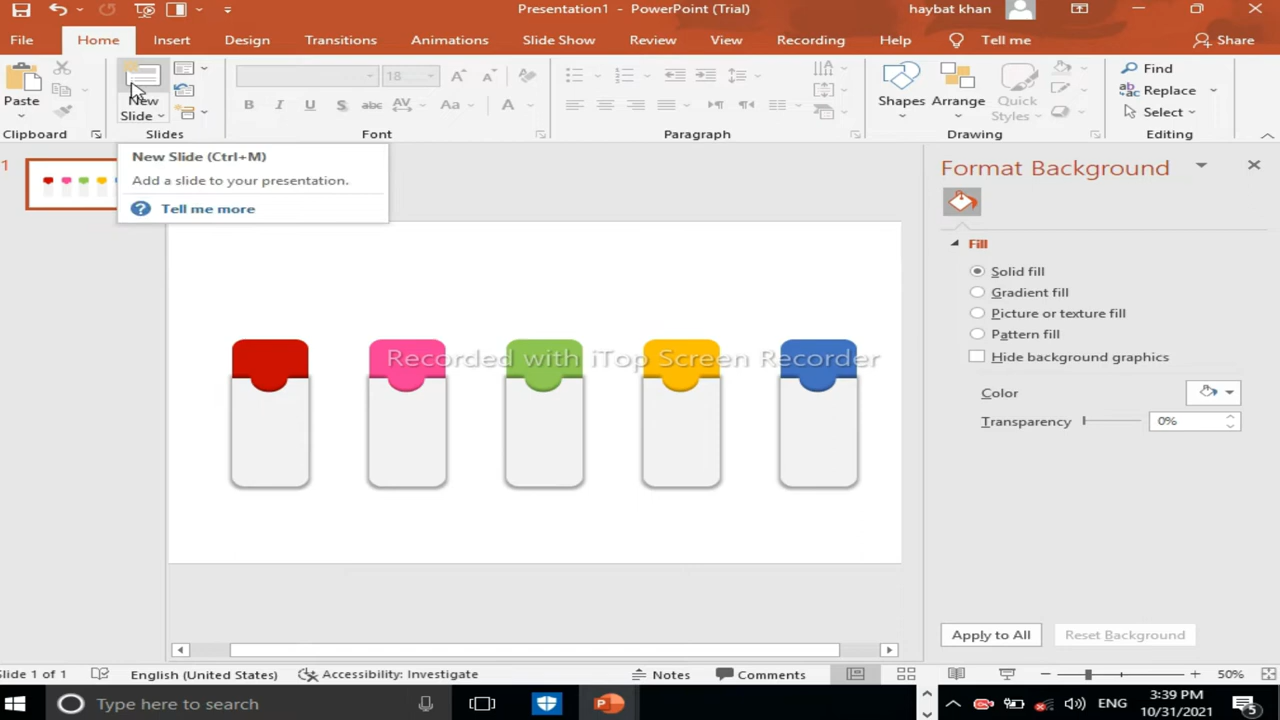 Presentation1 - PowerPoint (Trial)
haybat khan
File Home Insert Design Transitions Animations Slide Show Review View Recording Help Tell me Share
Paste
New Slide
18
abc AV Aa A
Shapes Arrange Quick Styles
Find
Replace
Select
Clipboard Slides Font Paragraph Drawing Editing
New Slide (Ctrl+M)
Add a slide to your presentation.
Tell me more
1
Recorded with iTop Screen Recorder
Format Background
Fill
Solid fill
Gradient fill
Picture or texture fill
Pattern fill
Hide background graphics
Color
Transparency 0%
Apply to All Reset Background
Slide 1 of 1 English (United States) Accessibility: Investigate Notes Comments 50%
Type here to search
ENG
3:39 PM
10/31/2021
5